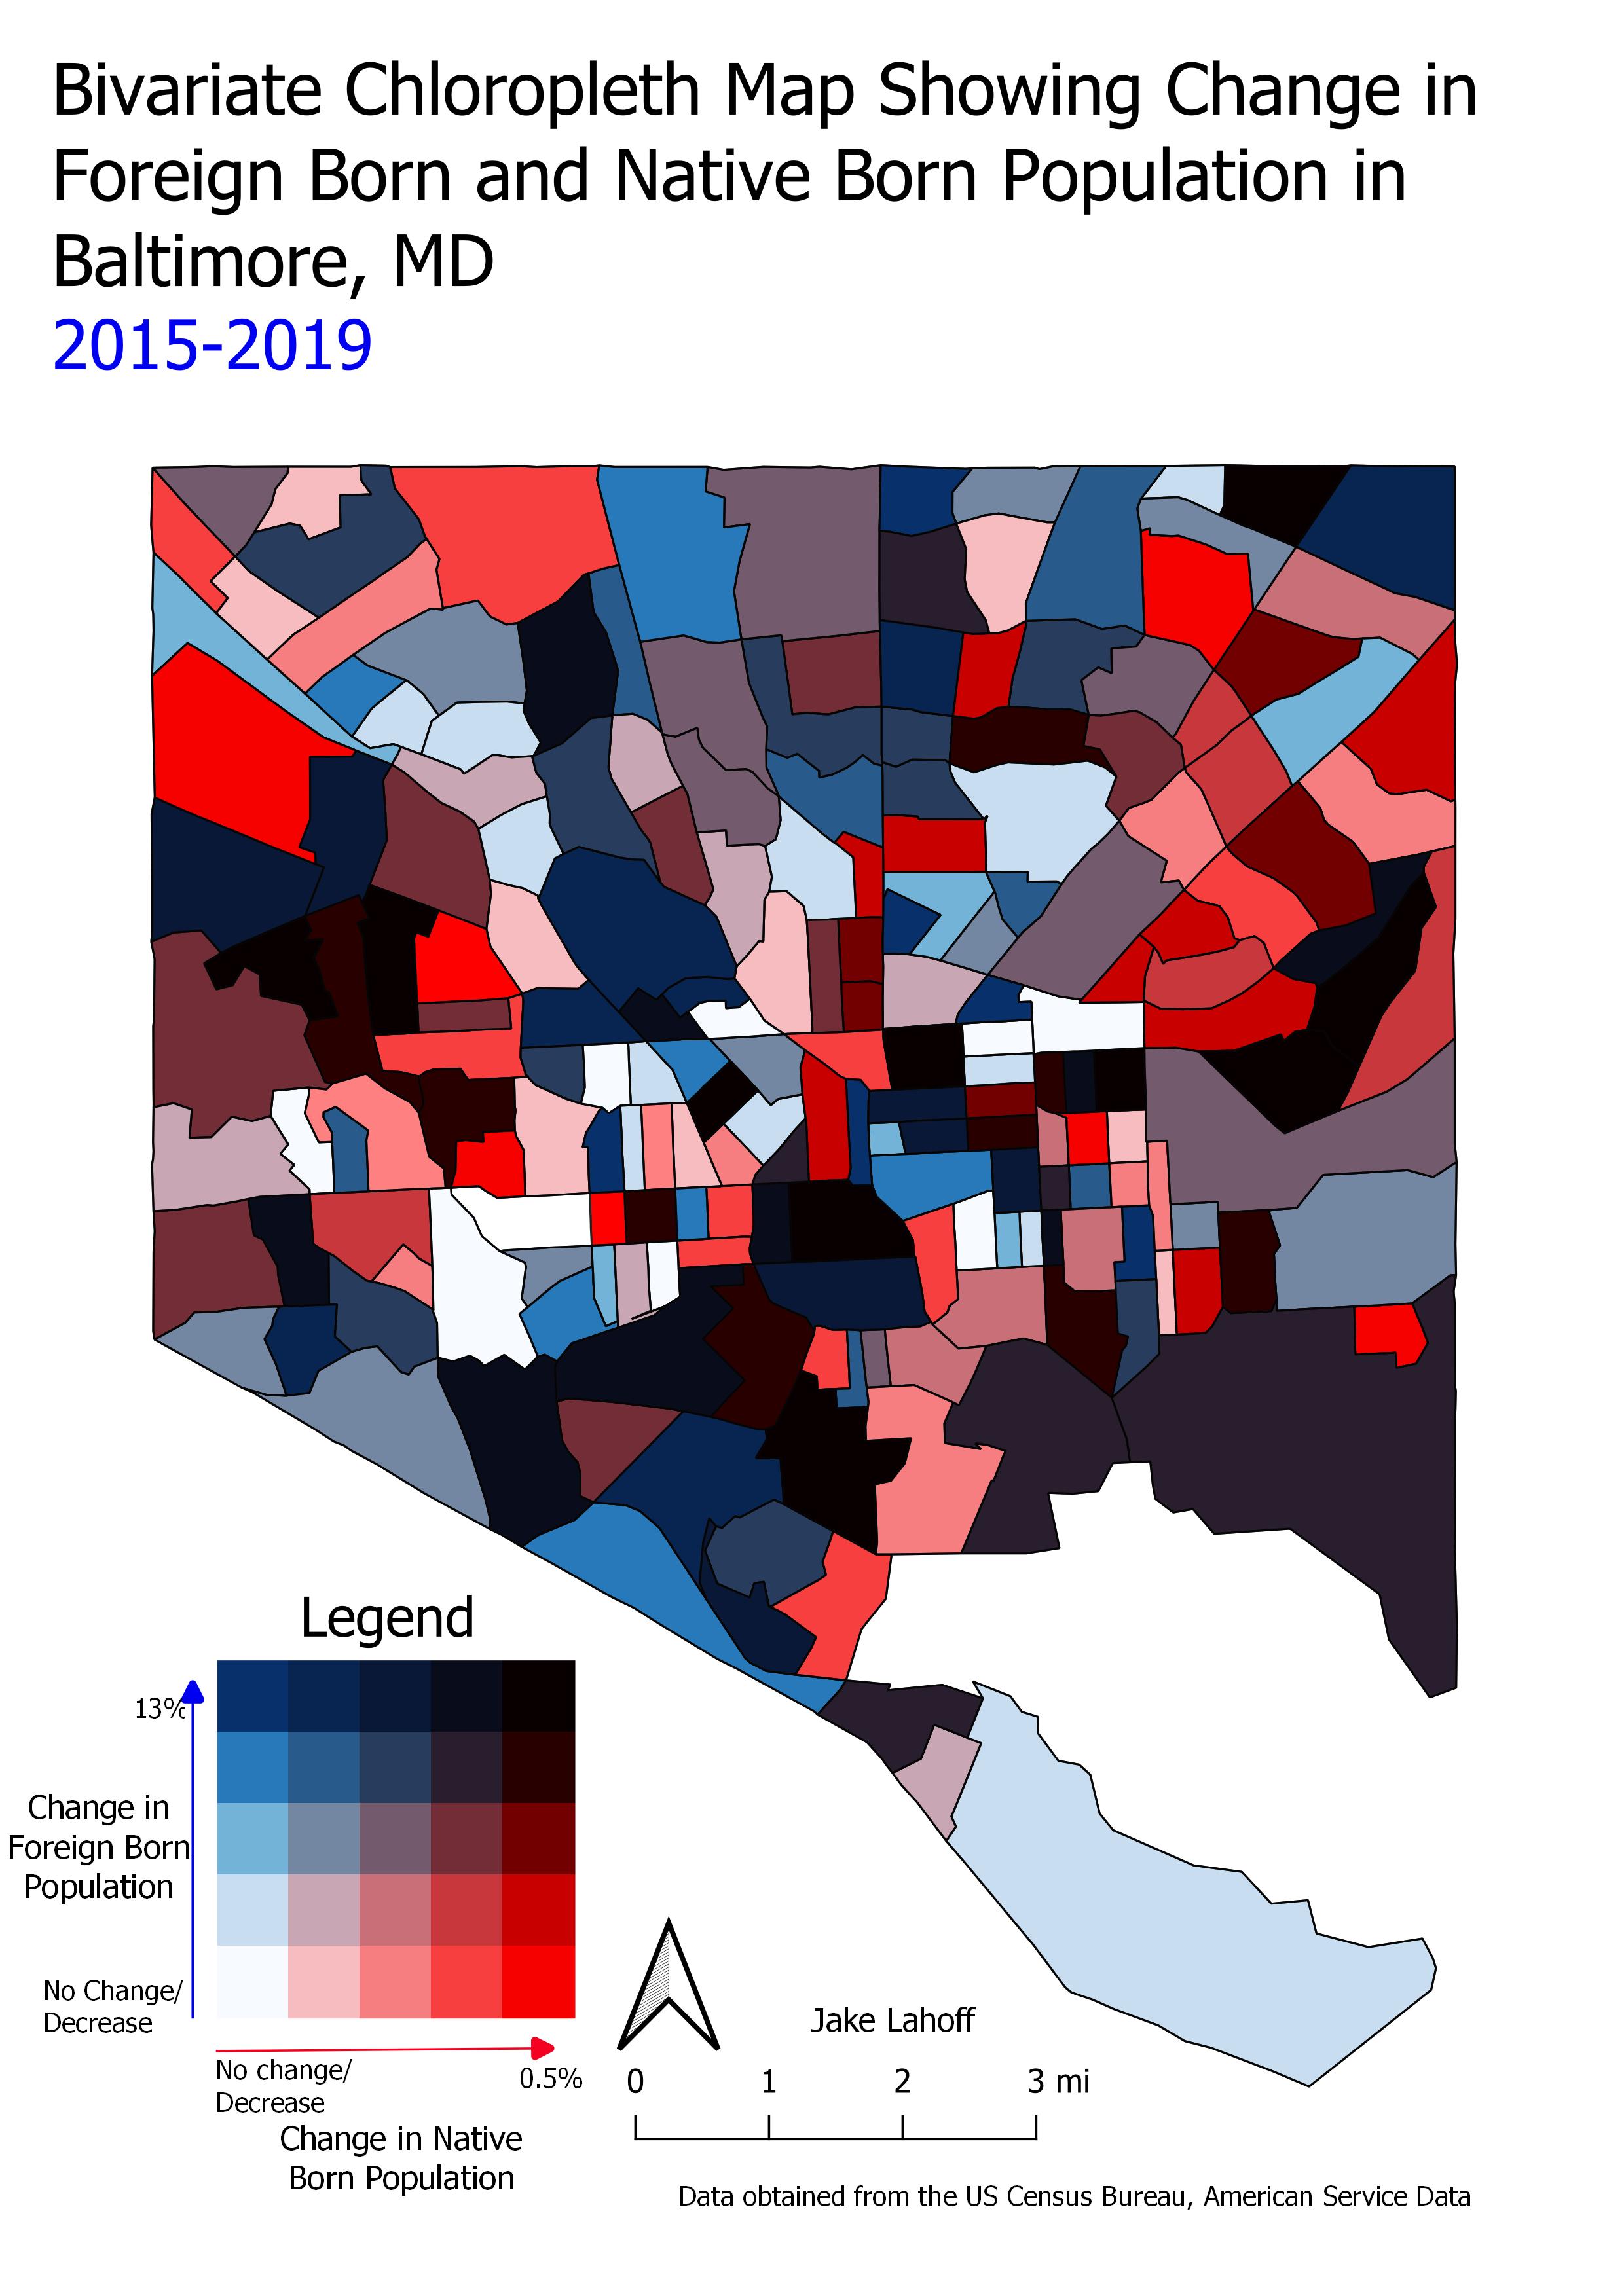 Bivariate Chloropleth Map Showing Change in
Foreign Born and Native Born Population in
Baltimore, MD
2015-2019
Legend
13%
Change in
Foreign Born
Population
No Change/
Decrease
No change/
Decrease
0.5%
Change in Native
Born Population
Jake Lahoff
0 1 2 3 mi
Data obtained from the US Census Bureau, American Service Data